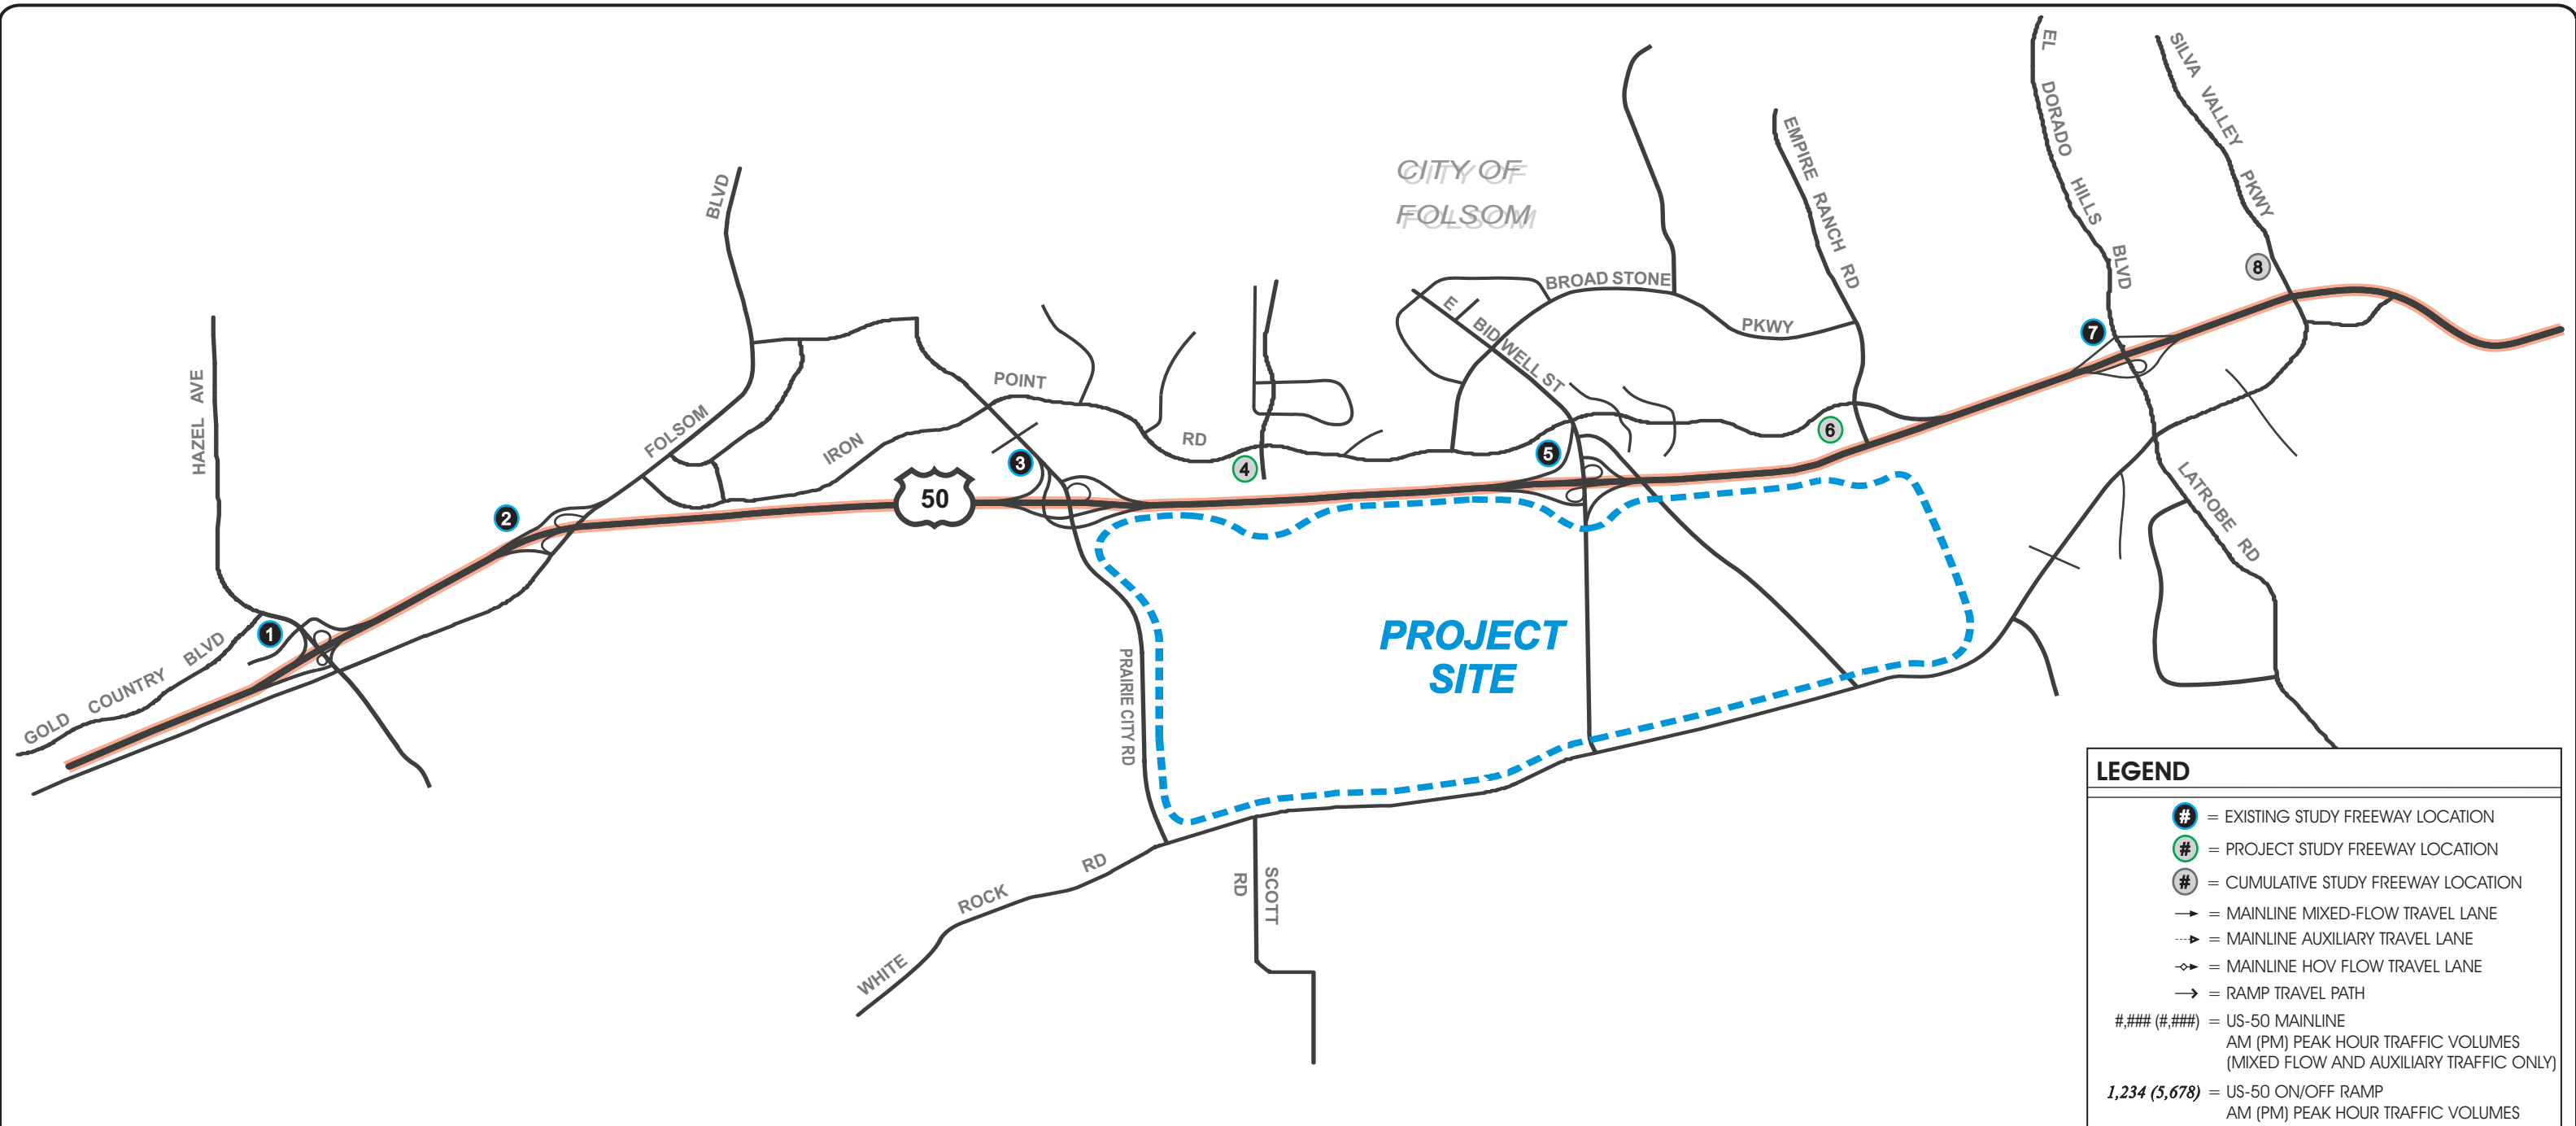 CITY OF
FOLSOM
EL DORADO HILLS BLVD
SILVA VALLEY PKWY
EMPIRE RANCH RD
BLVD
FOLSOM
BROAD STONE
PKWY
E BIDWELL ST
HAZEL AVE
POINT
IRON
RD
GOLD COUNTRY BLVD
50
1
2
3
4
5
6
7
8
PROJECT
SITE
PRAIRIE CITY RD
LATROBE RD
WHITE ROCK RD
SCOTT
RD
LEGEND
# = EXISTING STUDY FREEWAY LOCATION
# = PROJECT STUDY FREEWAY LOCATION
# = CUMULATIVE STUDY FREEWAY LOCATION
= MAINLINE MIXED-FLOW TRAVEL LANE
= MAINLINE AUXILIARY TRAVEL LANE
= MAINLINE HOV FLOW TRAVEL LANE
= RAMP TRAVEL PATH
#,### (#,###) = US-50 MAINLINE
AM (PM) PEAK HOUR TRAFFIC VOLUMES
(MIXED FLOW AND AUXILIARY TRAFFIC ONLY)
1,234 (5,678) = US-50 ON/OFF RAMP
AM (PM) PEAK HOUR TRAFFIC VOLUMES